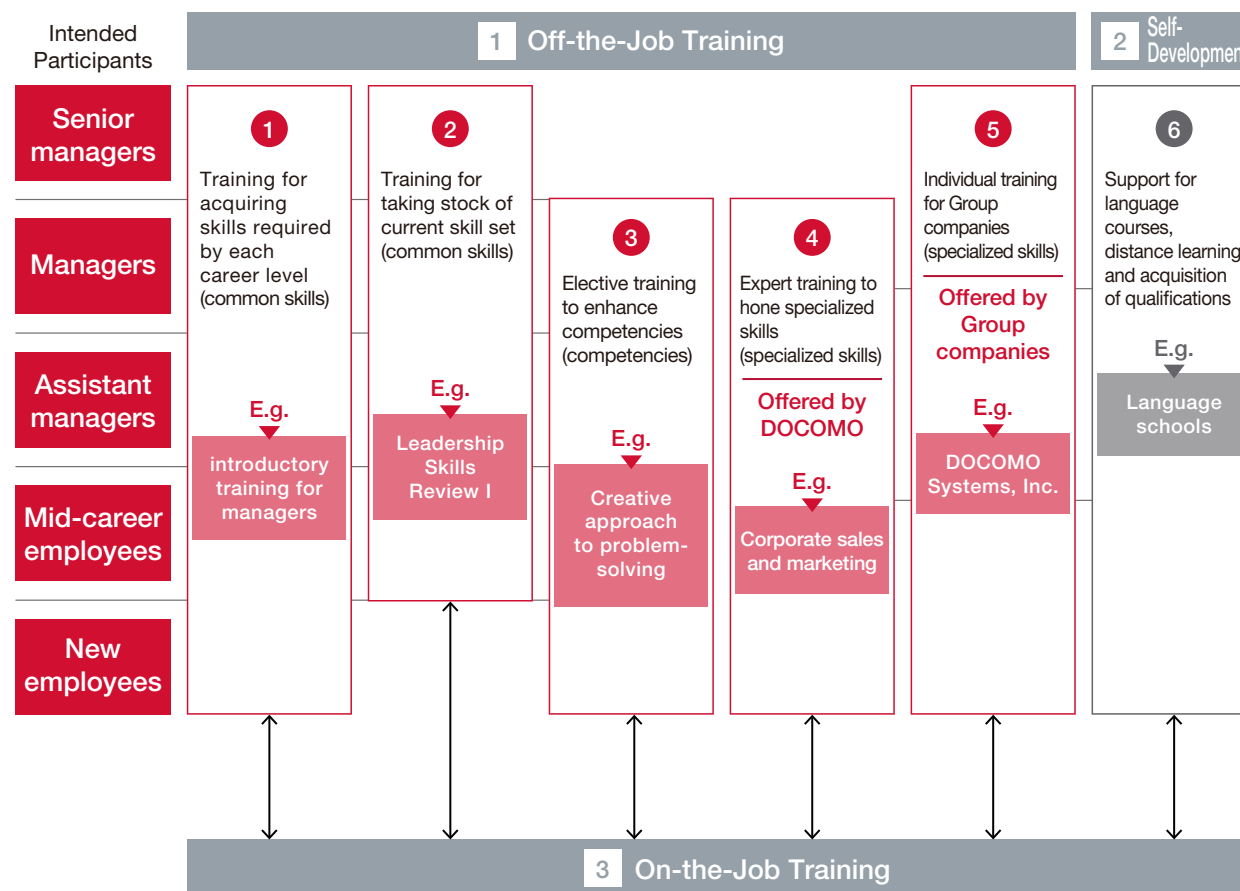 Intended
Participants
1 Off-the-Job Training
2 Self-
Developmen
Senior
managers
Managers
Assistant
managers
Mid-career
employees
New
employees
1
Training for
acquiring
skills required
by each
career level
(common skills)
E.g.
introductory
training for
managers
2
Training for
taking stock of
current skill set
(common skills)
E.g.
Leadership
Skills
Review I
3
Elective training
to enhance
competencies
(competencies)
E.g.
Creative
approach
to problem-
solving
4
Expert training to
hone specialized
skills
(specialized skills)
Offered by
DOCOMO
E.g.
Corporate sales
and marketing
5
Individual training
for Group
companies
(specialized skills)
Offered by
Group
companies
E.g.
DOCOMO
Systems, Inc.
6
Support for
language
courses,
distance learning
and acquisition
of qualifications
E.g.
Language
schools
3 On-the-Job Training